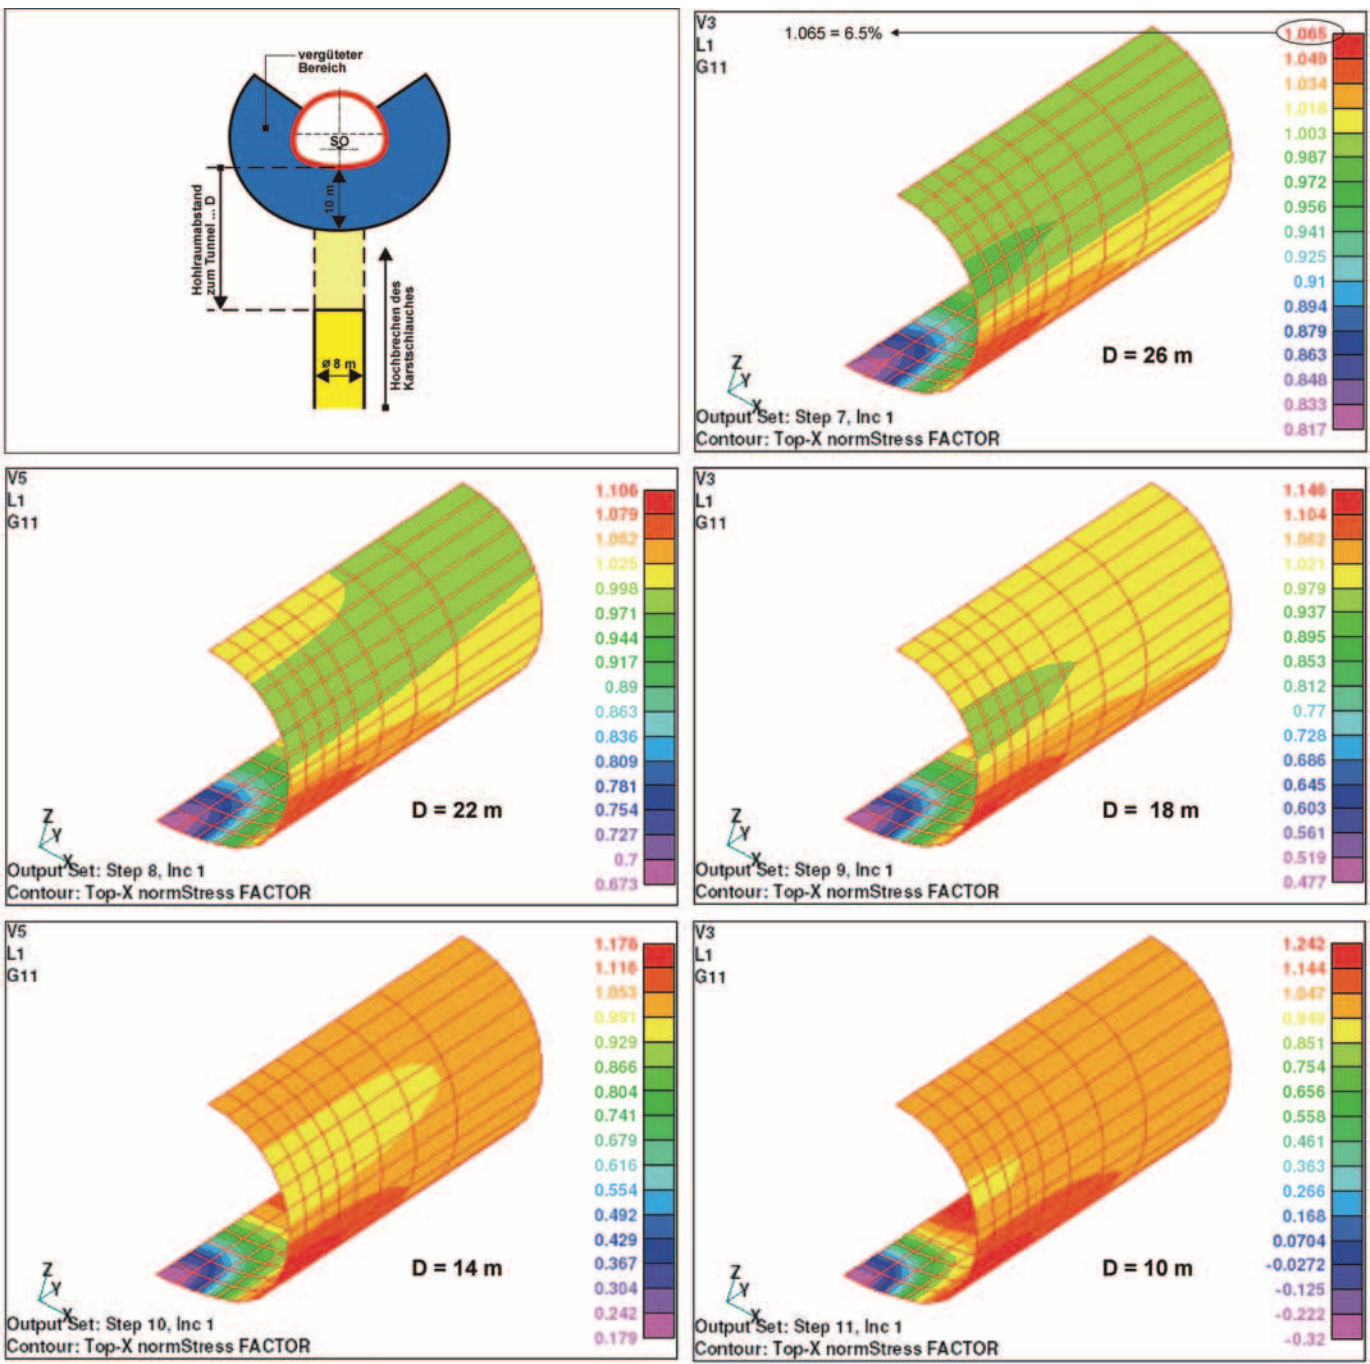 vergüteter
Bereich
SO
10 m
Hohlraumabstand
zum Tunnel ... D
ø 8 m
Hochbrechen des
Karstschlauches
V3
L1
G11
1.065 = 6.5%
1.065
1.049
1.034
1.018
1.003
0.987
0.972
0.956
0.941
0.925
0.91
0.894
0.879
0.863
0.848
0.833
0.817
D = 26 m
Z
Y
X
Output Set: Step 7, Inc 1
Contour: Top-X normStress FACTOR
V5
L1
G11
1.106
1.079
1.052
1.025
0.998
0.971
0.944
0.917
0.89
0.863
0.836
0.809
0.781
0.754
0.727
0.7
0.673
D = 22 m
Z
Y
X
Output Set: Step 8, Inc 1
Contour: Top-X normStress FACTOR
V3
L1
G11
1.146
1.104
1.062
1.021
0.979
0.937
0.895
0.853
0.812
0.77
0.728
0.686
0.645
0.603
0.561
0.519
0.477
D = 18 m
Z
Y
X
Output Set: Step 9, Inc 1
Contour: Top-X normStress FACTOR
V5
L1
G11
1.178
1.116
1.053
0.991
0.929
0.866
0.804
0.741
0.679
0.616
0.554
0.492
0.429
0.367
0.304
0.242
0.179
D = 14 m
Z
Y
X
Output Set: Step 10, Inc 1
Contour: Top-X normStress FACTOR
V3
L1
G11
1.242
1.144
1.047
0.949
0.851
0.754
0.656
0.558
0.461
0.363
0.266
0.168
0.0704
-0.0272
-0.125
-0.222
-0.32
D = 10 m
Z
Y
X
Output Set: Step 11, Inc 1
Contour: Top-X normStress FACTOR